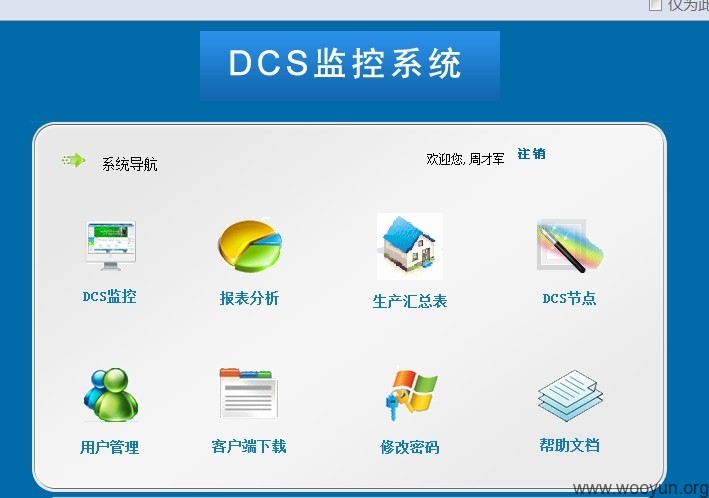 仅为此
DCS监控系统
系统导航
欢迎您, 周才军 注销
DCS监控 报表分析 生产汇总表 DCS节点
用户管理 客户端下载 修改密码 帮助文档
www.wooyun.org